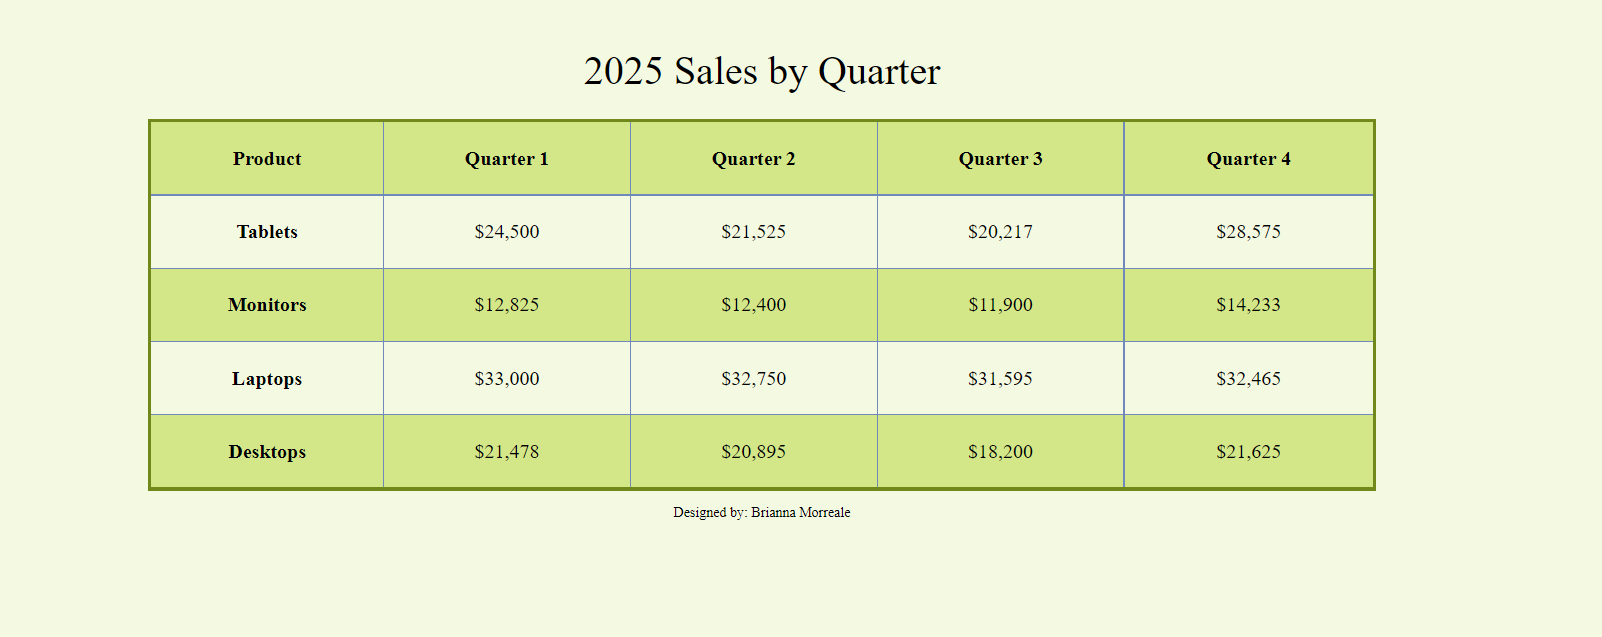 2025 Sales by Quarter
Product Quarter 1 Quarter 2 Quarter 3 Quarter 4
Tablets $24,500 $21,525 $20,217 $28,575
Monitors $12,825 $12,400 $11,900 $14,233
Laptops $33,000 $32,750 $31,595 $32,465
Desktops $21,478 $20,895 $18,200 $21,625
Designed by: Brianna Morreale